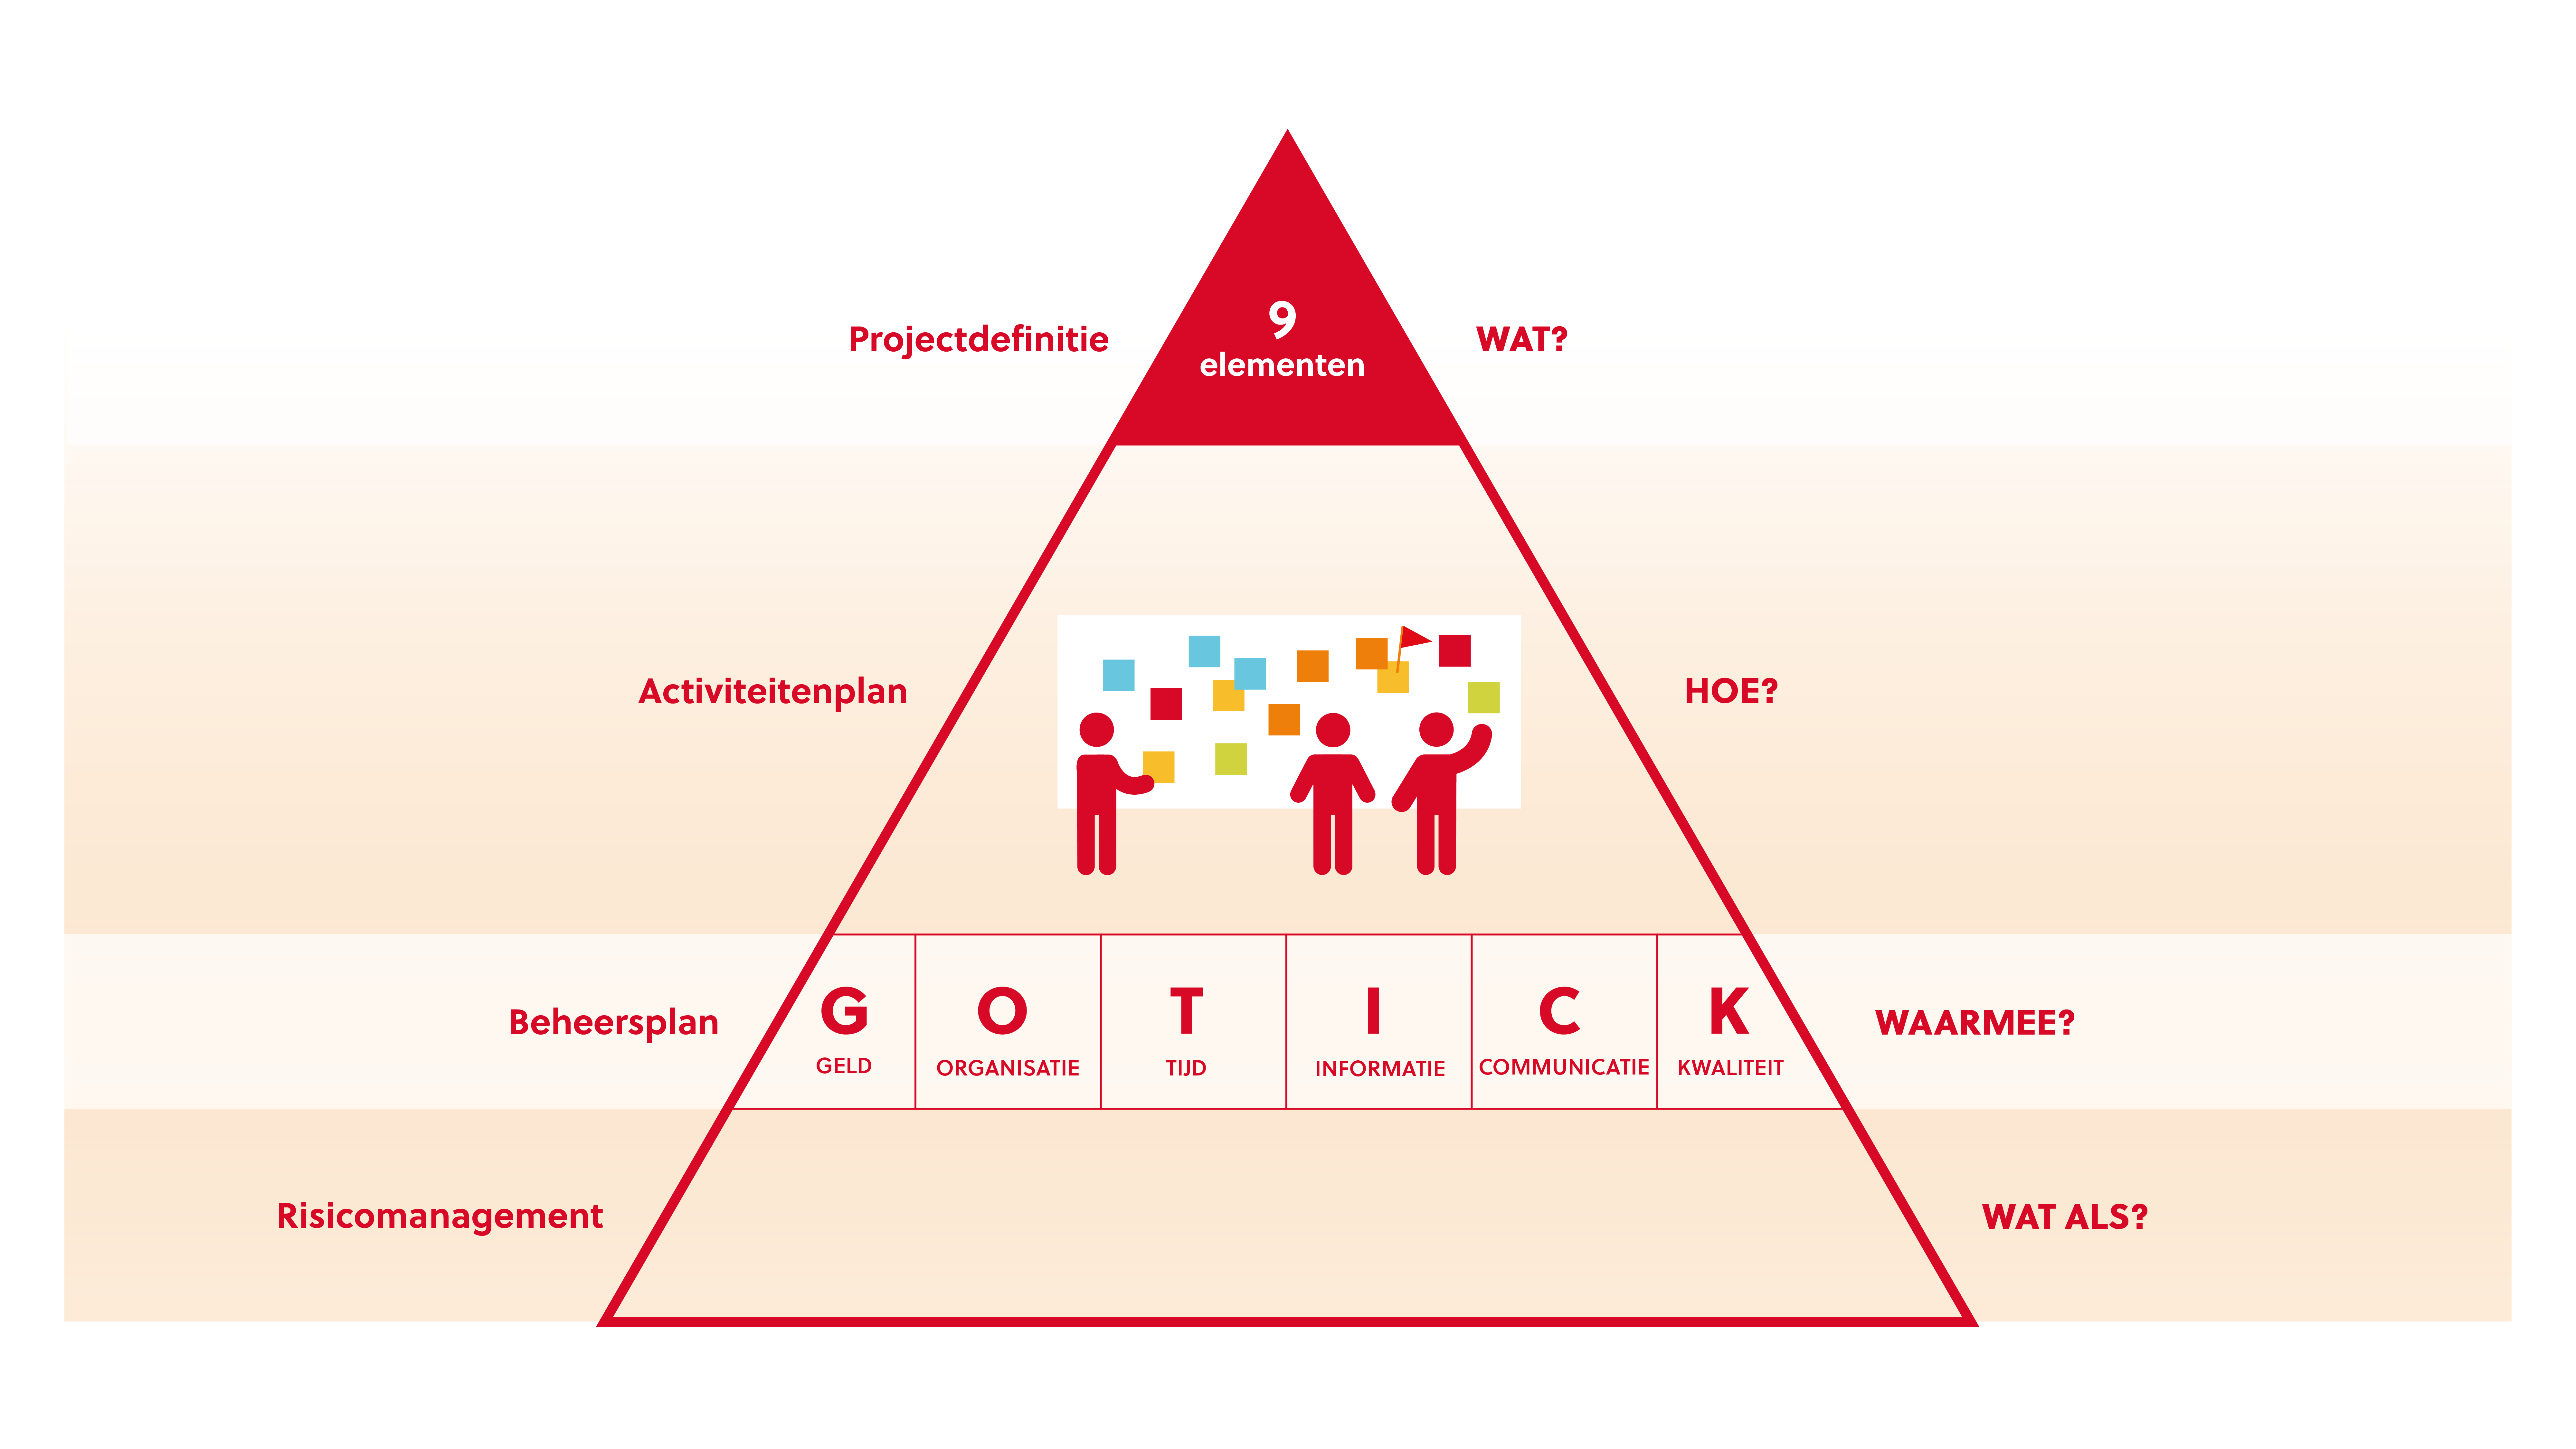 9
elementen
Projectdefinitie
WAT?
Activiteitenplan
HOE?
Beheersplan
G O T I C K
GELD ORGANISATIE TIJD INFORMATIE COMMUNICATIE KWALITEIT
WAARMEE?
Risicomanagement
WAT ALS?